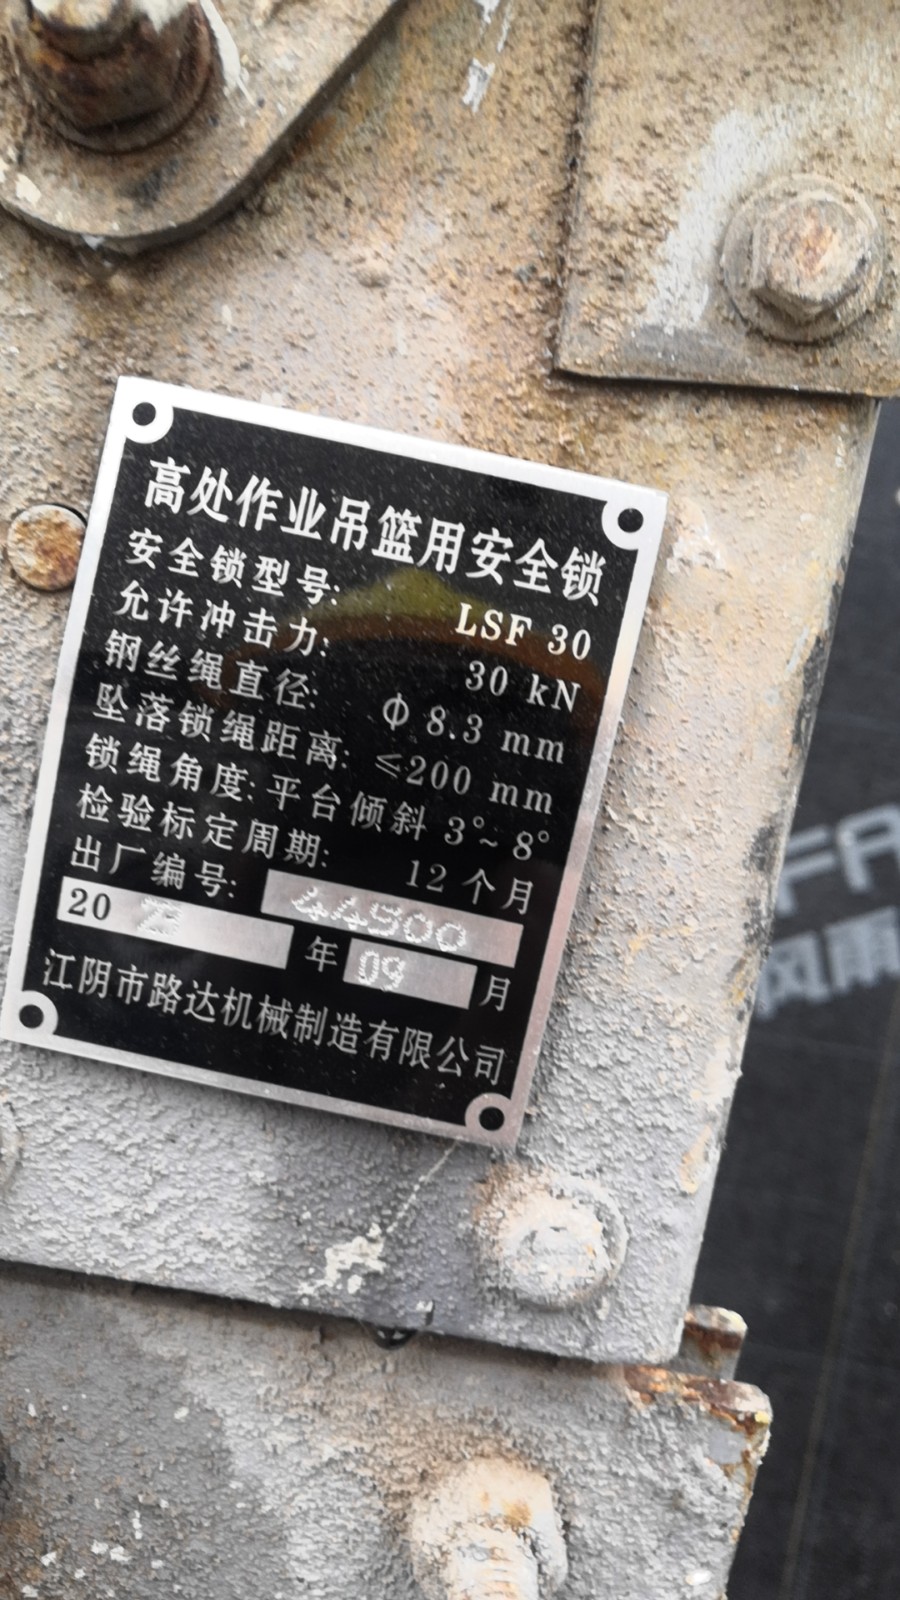 高处作业吊篮用安全锁
安全锁型号: LSF 30
允许冲击力: 30 kN
钢丝绳直径: Φ 8.3 mm
坠落锁绳距离: ≤200 mm
锁绳角度: 平台倾斜 3°~ 8°
检验标定周期: 12 个月
出厂编号: 44900
20 23 年 09 月
江阴市路达机械制造有限公司
FA
风雨